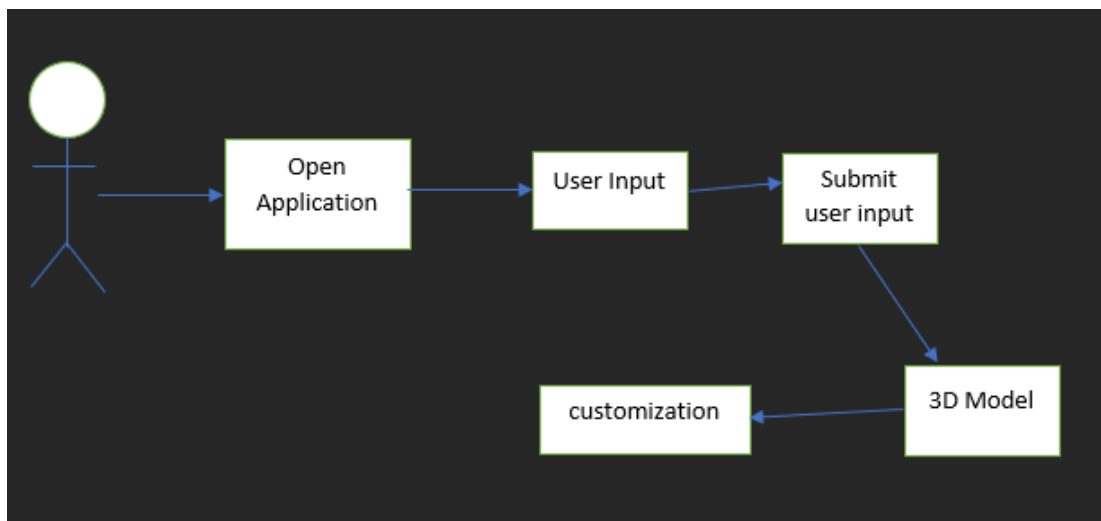 Open
Application
User Input
Submit
user input
3D Model
customization